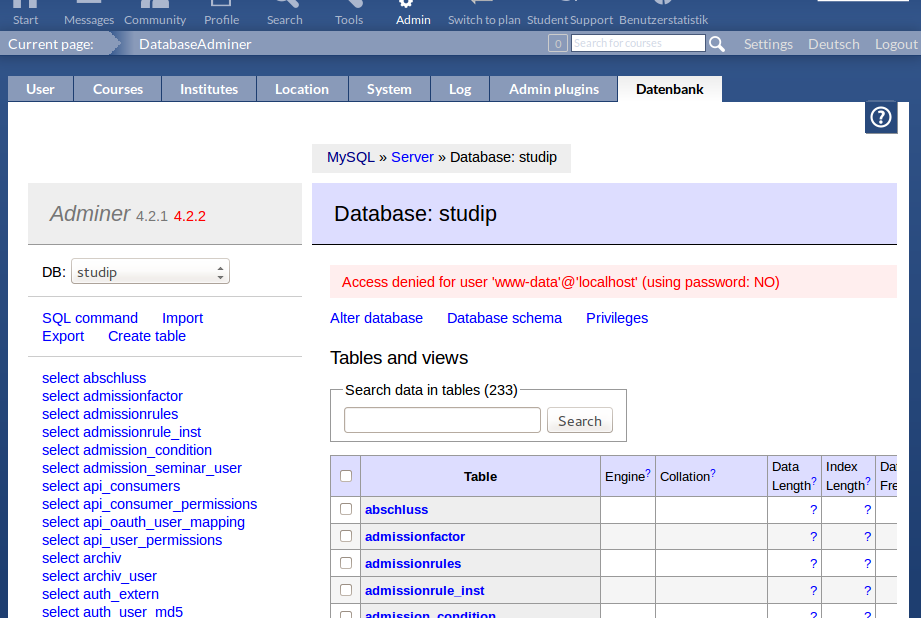 Start Messages Community Profile Search Tools Admin Switch to plan Student Support Benutzerstatistik
Current page: DatabaseAdminer 0 Search for courses Settings Deutsch Logout
User Courses Institutes Location System Log Admin plugins Datenbank
?
MySQL » Server » Database: studip
Adminer 4.2.1 4.2.2
Database: studip
DB: studip
Access denied for user 'www-data'@'localhost' (using password: NO)
SQL command Import
Export Create table
Alter database Database schema Privileges
Tables and views
Search data in tables (233)
Search
select abschluss
select admissionfactor
select admissionrules
select admissionrule_inst
select admission_condition
select admission_seminar_user
select api_consumers
select api_consumer_permissions
select api_oauth_user_mapping
select api_user_permissions
select archiv
select archiv_user
select auth_extern
select auth_user_md5
Table Engine? Collation? Data Length? Index Length? Da Fre
abschluss ? ?
admissionfactor ? ?
admissionrules ? ?
admissionrule_inst ? ?
admission_condition ? ?